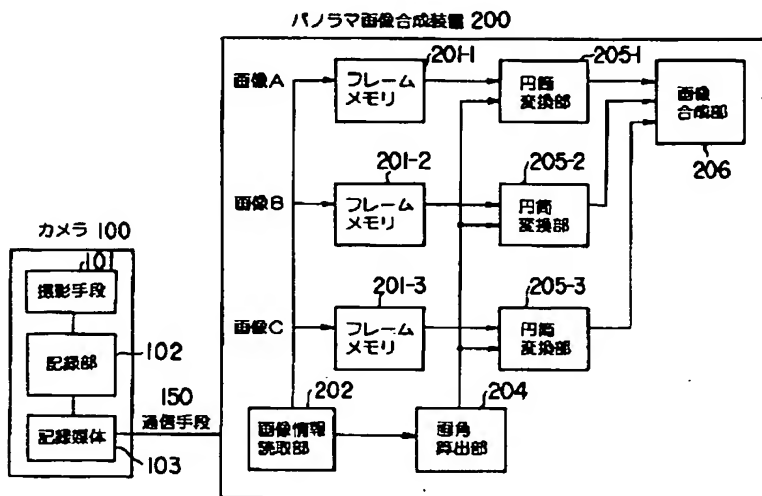 パノラマ画像合成装置 200
201-1
205-1
画像A
フレーム
メモリ
円筒
変換部
画像
合成部
206
201-2
205-2
画像B
フレーム
メモリ
円筒
変換部
カメラ 100
101
撮影手段
201-3
205-3
画像C
フレーム
メモリ
円筒
変換部
記録部
102
150
通信手段
202
204
記録媒体
103
画像情報
読取部
画角
算出部